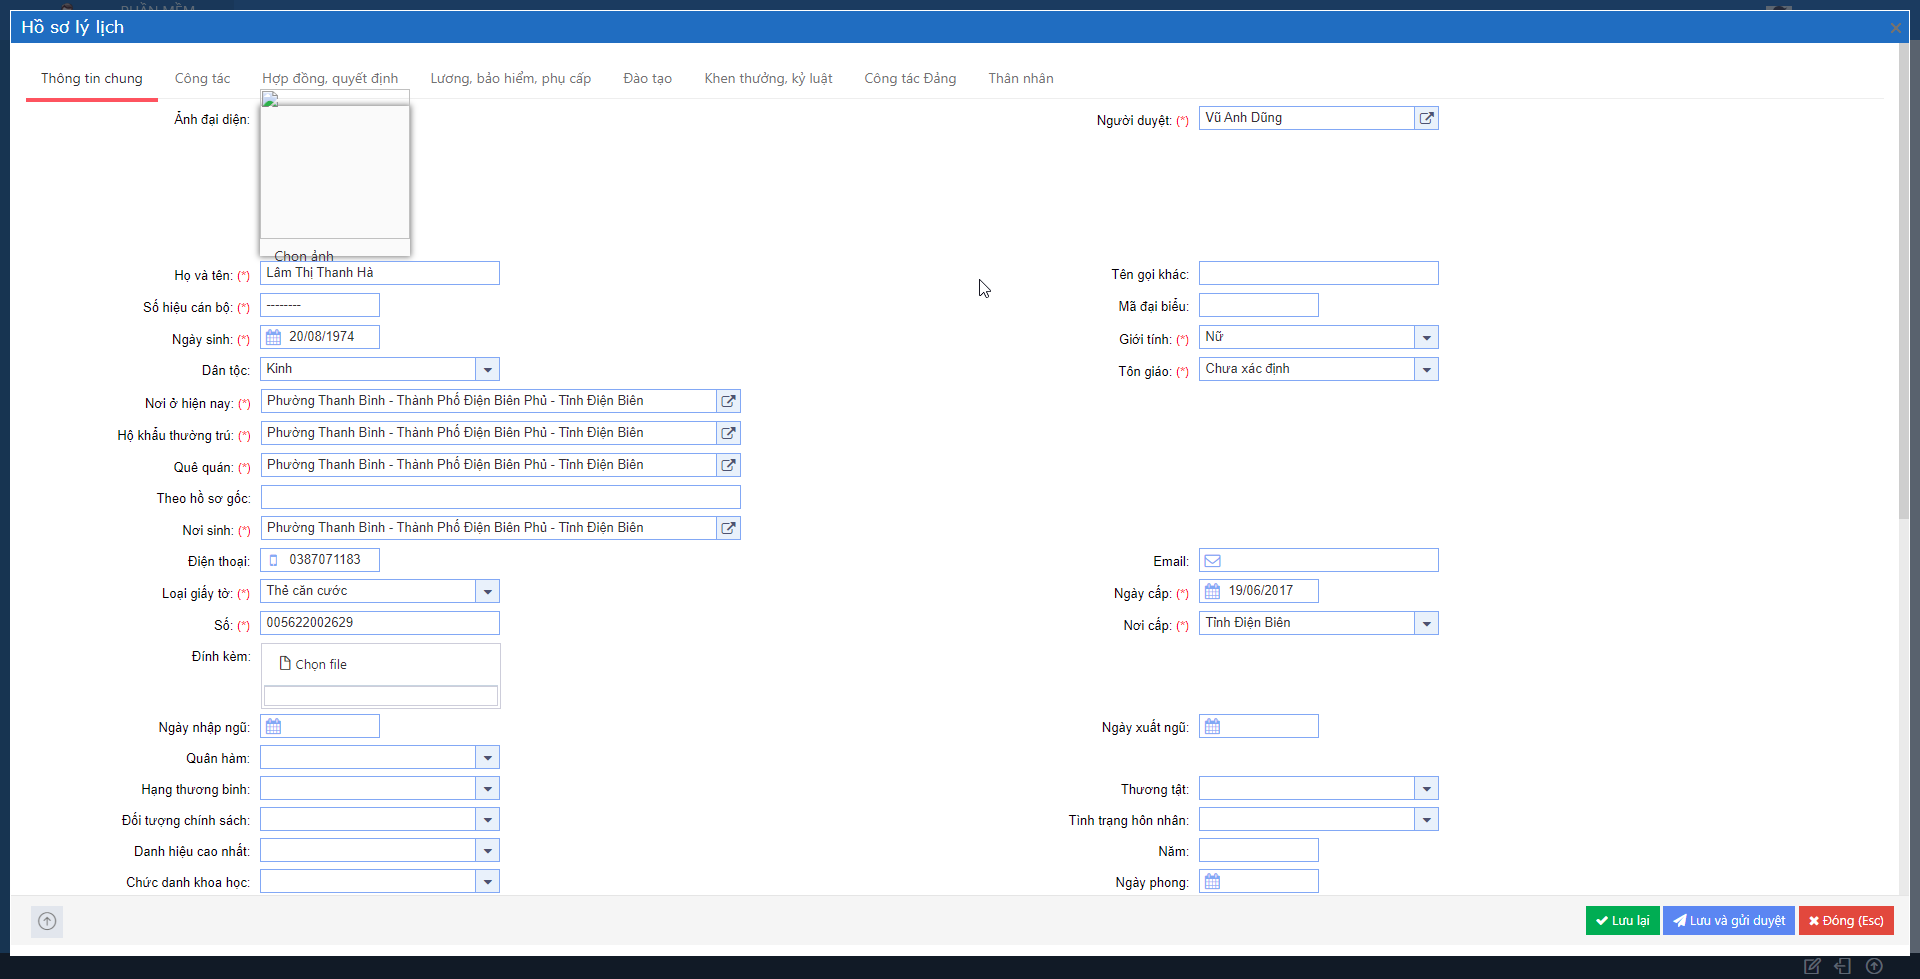 PHẦN MỀM
Hồ sơ lý lịch
Thông tin chung Công tác Hợp đồng, quyết định Lương, bảo hiểm, phụ cấp Đào tạo Khen thưởng, kỷ luật Công tác Đảng Thân nhân
Ảnh đại diện: Người duyệt: (*) Vũ Anh Dũng
Chọn ảnh
Họ và tên: (*) Lâm Thị Thanh Hà Tên gọi khác:
Số hiệu cán bộ: (*) -------- Mã đại biểu:
Ngày sinh: (*) 20/08/1974 Giới tính: (*) Nữ
Dân tộc: Kinh Tôn giáo: (*) Chưa xác định
Nơi ở hiện nay: (*) Phường Thanh Bình - Thành Phố Điện Biên Phủ - Tỉnh Điện Biên
Hộ khẩu thường trú: (*) Phường Thanh Bình - Thành Phố Điện Biên Phủ - Tỉnh Điện Biên
Quê quán: (*) Phường Thanh Bình - Thành Phố Điện Biên Phủ - Tỉnh Điện Biên
Theo hồ sơ gốc:
Nơi sinh: (*) Phường Thanh Bình - Thành Phố Điện Biên Phủ - Tỉnh Điện Biên
Điện thoại: 0387071183 Email:
Loại giấy tờ: (*) Thẻ căn cước Ngày cấp: (*) 19/06/2017
Số: (*) 005622002629 Nơi cấp: (*) Tỉnh Điện Biên
Đính kèm: Chọn file
Ngày nhập ngũ: Ngày xuất ngũ:
Quân hàm:
Hạng thương binh: Thương tật:
Đối tượng chính sách: Tình trạng hôn nhân:
Danh hiệu cao nhất: Năm:
Chức danh khoa học: Ngày phong:
Lưu lại Lưu và gửi duyệt Đóng (Esc)